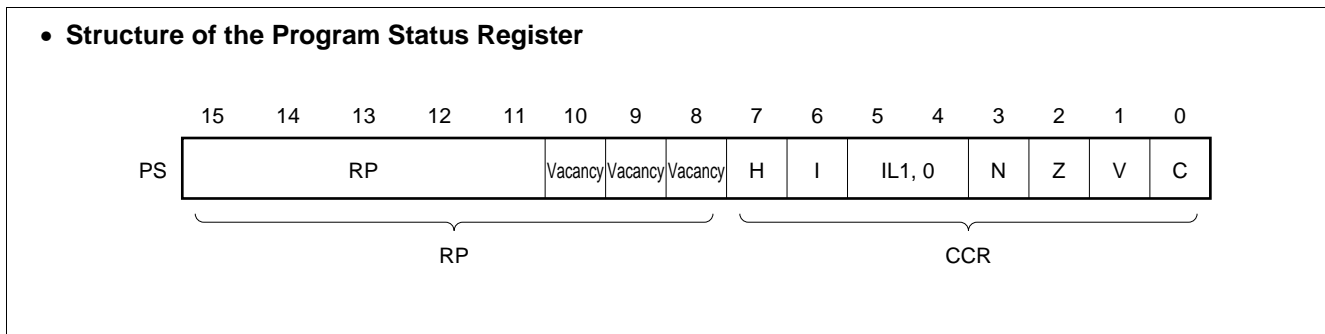 • Structure of the Program Status Register
15 14 13 12 11 10 9 8 7 6 5 4 3 2 1 0
PS RP Vacancy Vacancy Vacancy H I IL1, 0 N Z V C
RP CCR